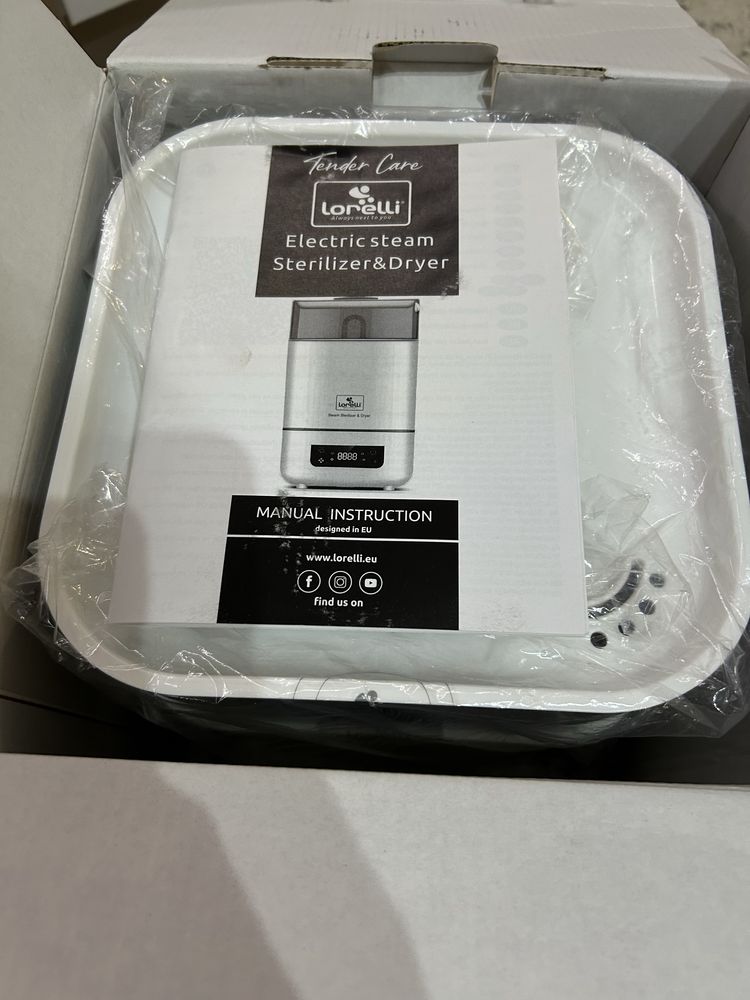 Tender Care
lorelli
Always next to you
Electric steam
Sterilizer&Dryer
lorelli
Steam Sterilizer & Dryer
8888
MANUAL INSTRUCTION
designed in EU
www.lorelli.eu
find us on